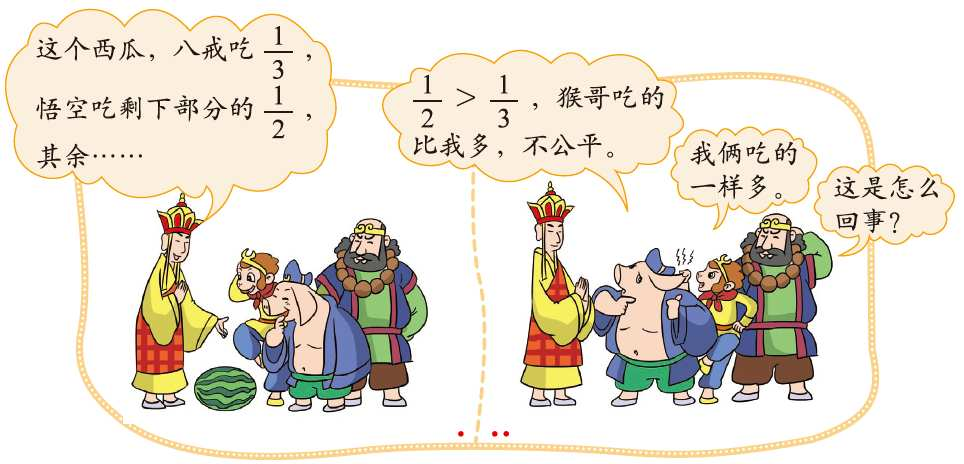 这个西瓜，八戒吃 1/3，
悟空吃剩下部分的 1/2，
其余……
1/2 > 1/3，猴哥吃的
比我多，不公平。
我俩吃的
一样多。
这是怎么
回事？